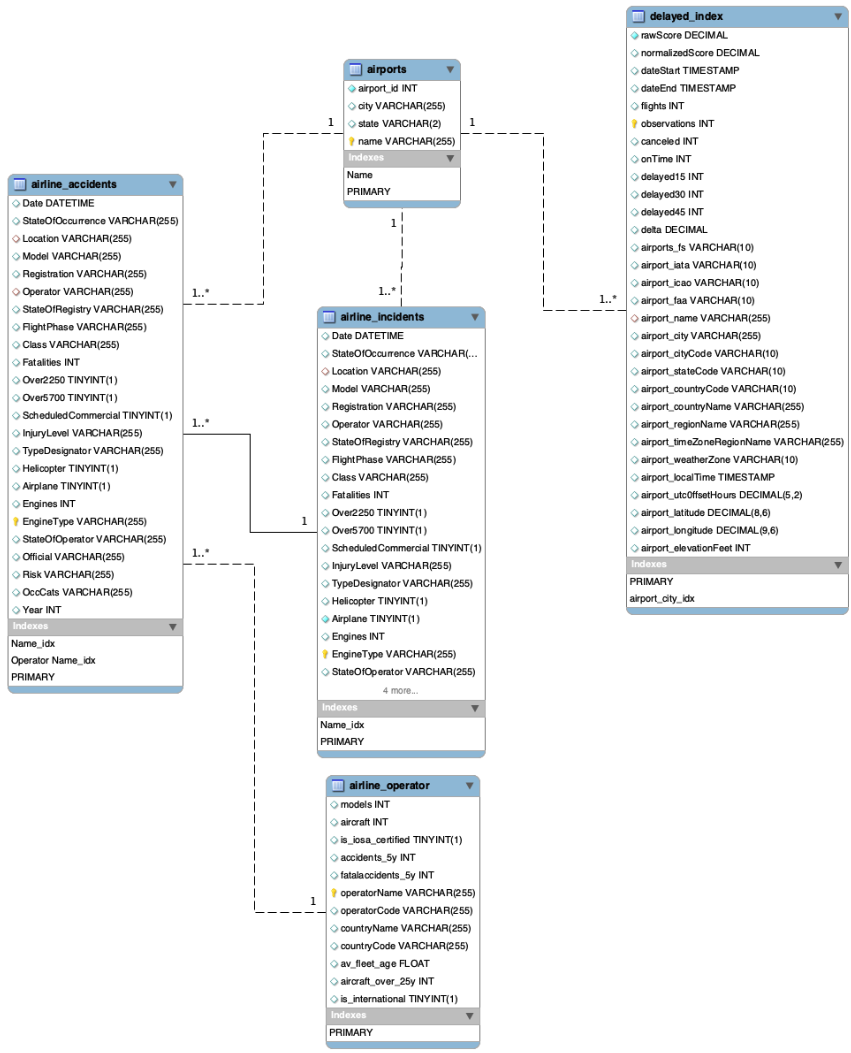 delayed_index
rawScore DECIMAL
normalizedScore DECIMAL
dateStart TIMESTAMP
dateEnd TIMESTAMP
flights INT
observations INT
canceled INT
onTime INT
delayed15 INT
delayed30 INT
delayed45 INT
delta DECIMAL
airports_fs VARCHAR(10)
airport_iata VARCHAR(10)
airport_icao VARCHAR(10)
airport_faa VARCHAR(10)
airport_name VARCHAR(255)
airport_city VARCHAR(255)
airport_cityCode VARCHAR(10)
airport_stateCode VARCHAR(10)
airport_countryCode VARCHAR(10)
airport_countryName VARCHAR(255)
airport_regionName VARCHAR(255)
airport_timeZoneRegionName VARCHAR(255)
airport_weatherZone VARCHAR(10)
airport_localTime TIMESTAMP
airport_utcOffsetHours DECIMAL(5,2)
airport_latitude DECIMAL(8,6)
airport_longitude DECIMAL(9,6)
airport_elevationFeet INT
Indexes
PRIMARY
airport_city_idx
airports
airport_id INT
city VARCHAR(255)
state VARCHAR(2)
name VARCHAR(255)
Indexes
Name
PRIMARY
1
1
1
1..*
1..*
1..*
airline_accidents
Date DATETIME
StateOfOccurrence VARCHAR(255)
Location VARCHAR(255)
Model VARCHAR(255)
Registration VARCHAR(255)
Operator VARCHAR(255)
StateOfRegistry VARCHAR(255)
FlightPhase VARCHAR(255)
Class VARCHAR(255)
Fatalities INT
Over2250 TINYINT(1)
Over5700 TINYINT(1)
ScheduledCommercial TINYINT(1)
InjuryLevel VARCHAR(255)
TypeDesignator VARCHAR(255)
Helicopter TINYINT(1)
Airplane TINYINT(1)
Engines INT
EngineType VARCHAR(255)
StateOfOperator VARCHAR(255)
Official VARCHAR(255)
Risk VARCHAR(255)
OccCats VARCHAR(255)
Year INT
Indexes
Name_idx
Operator Name_idx
PRIMARY
1..*
1
1..*
1
airline_incidents
Date DATETIME
StateOfOccurrence VARCHAR(...
Location VARCHAR(255)
Model VARCHAR(255)
Registration VARCHAR(255)
Operator VARCHAR(255)
StateOfRegistry VARCHAR(255)
FlightPhase VARCHAR(255)
Class VARCHAR(255)
Fatalities INT
Over2250 TINYINT(1)
Over5700 TINYINT(1)
ScheduledCommercial TINYINT(1)
InjuryLevel VARCHAR(255)
TypeDesignator VARCHAR(255)
Helicopter TINYINT(1)
Airplane TINYINT(1)
Engines INT
EngineType VARCHAR(255)
StateOfOperator VARCHAR(255)
4 more...
Indexes
Name_idx
PRIMARY
airline_operator
models INT
aircraft INT
is_iosa_certified TINYINT(1)
accidents_5y INT
fatalaccidents_5y INT
operatorName VARCHAR(255)
operatorCode VARCHAR(255)
countryName VARCHAR(255)
countryCode VARCHAR(255)
av_fleet_age FLOAT
aircraft_over_25y INT
is_international TINYINT(1)
Indexes
PRIMARY